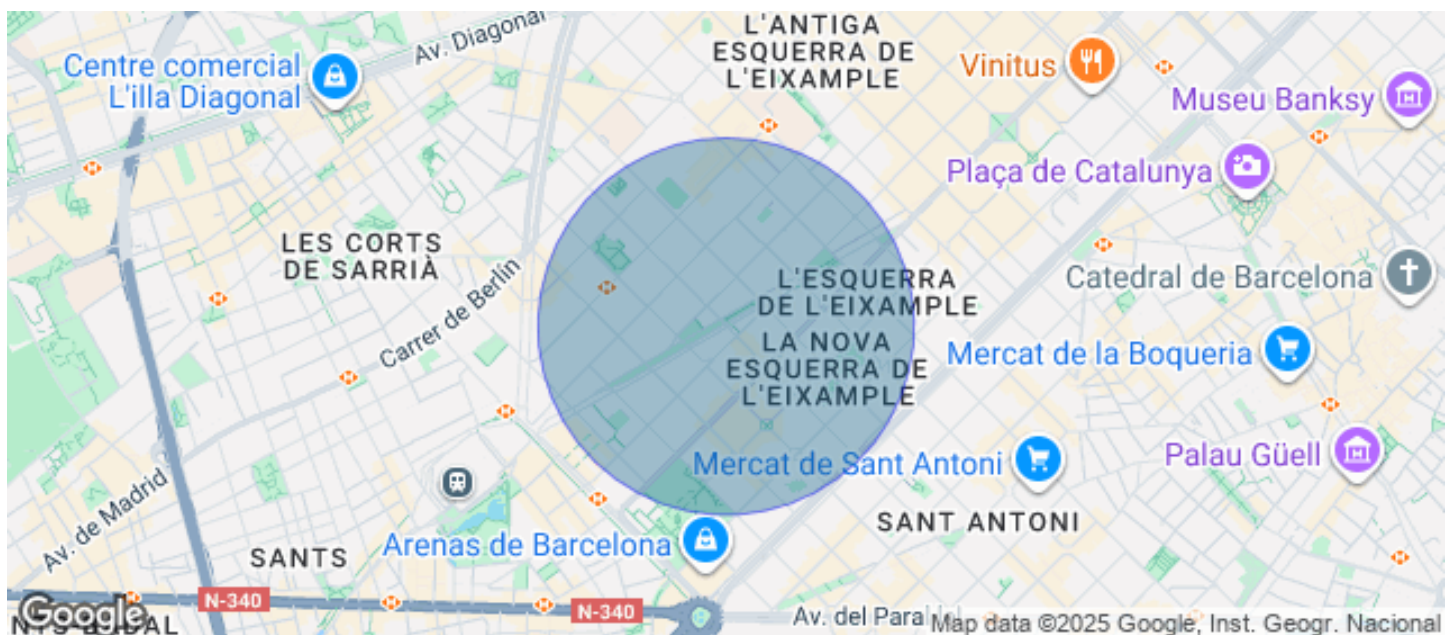 L'ANTIGA
ESQUERRA DE
L'EIXAMPLE
Av. Diagonal
Centre comercial
L'illa Diagonal
Vinitus
Museu Banksy
Plaça de Catalunya
LES CORTS
DE SARRIÀ
Carrer de Berlín
L'ESQUERRA
DE L'EIXAMPLE
Catedral de Barcelona
LA NOVA
ESQUERRA DE
L'EIXAMPLE
Mercat de la Boqueria
Mercat de Sant Antoni
Palau Güell
Av. de Madrid
SANT ANTONI
Arenas de Barcelona
SANTS
N-340
N-340
Av. del Paral·lel
Google
Map data ©2025 Google, Inst. Geogr. Nacional